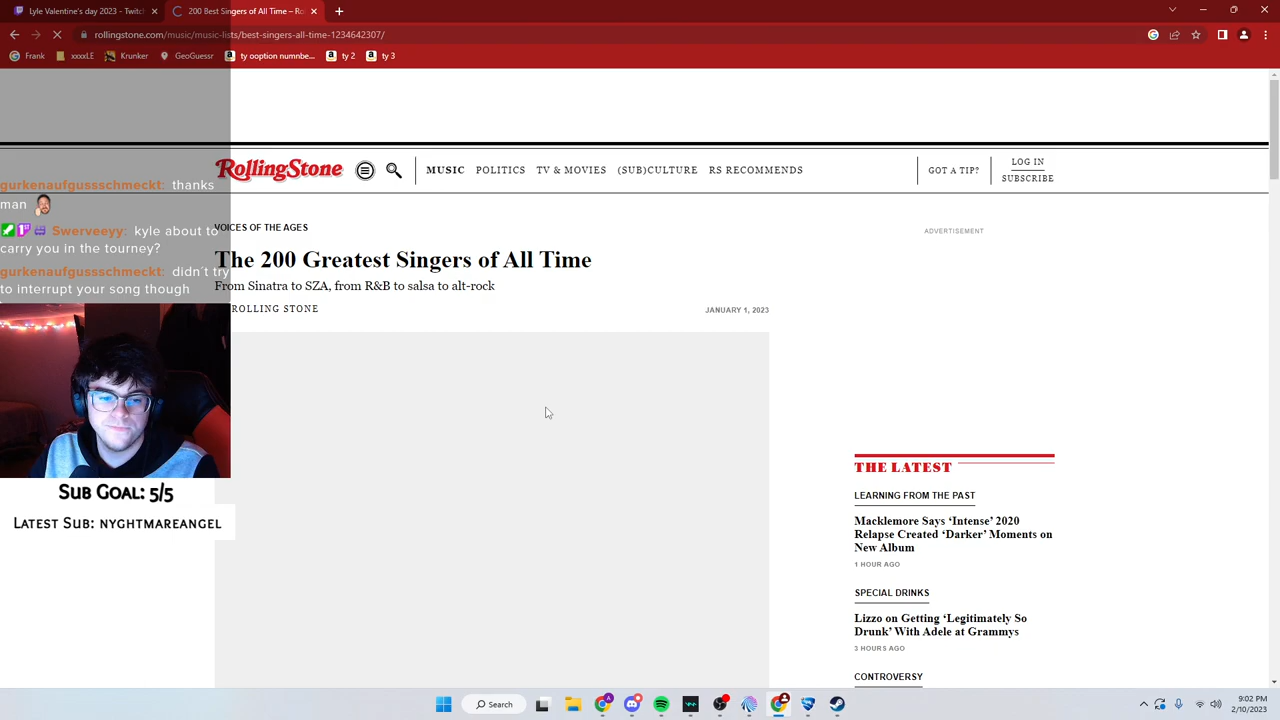 Lyle Valentine's day 2023 - Twitch
200 Best Singers of All Time – Rol
rollingstone.com/music/music-lists/best-singers-all-time-1234642307/
Frank
xxxxLE
Krunker
GeoGuessr
ty ooption numnbe...
ty 2
ty 3
RollingStone
MUSIC
POLITICS
TV & MOVIES
(SUB)CULTURE
RS RECOMMENDS
GOT A TIP?
LOG IN
SUBSCRIBE
gurkenaufgussschmeckt: thanks
man
Swerveeyy: kyle about to
carry you in the tourney?
gurkenaufgussschmeckt: didn´t try
to interrupt your song though
VOICES OF THE AGES
The 200 Greatest Singers of All Time
From Sinatra to SZA, from R&B to salsa to alt-rock
ROLLING STONE
JANUARY 1, 2023
ADVERTISEMENT
THE LATEST
LEARNING FROM THE PAST
Macklemore Says ‘Intense’ 2020
Relapse Created ‘Darker’ Moments on
New Album
1 HOUR AGO
SPECIAL DRINKS
Lizzo on Getting ‘Legitimately So
Drunk’ With Adele at Grammys
3 HOURS AGO
CONTROVERSY
SUB GOAL: 5/5
LATEST SUB: NYGHTMAREANGEL
Search
9:02 PM
2/10/2023